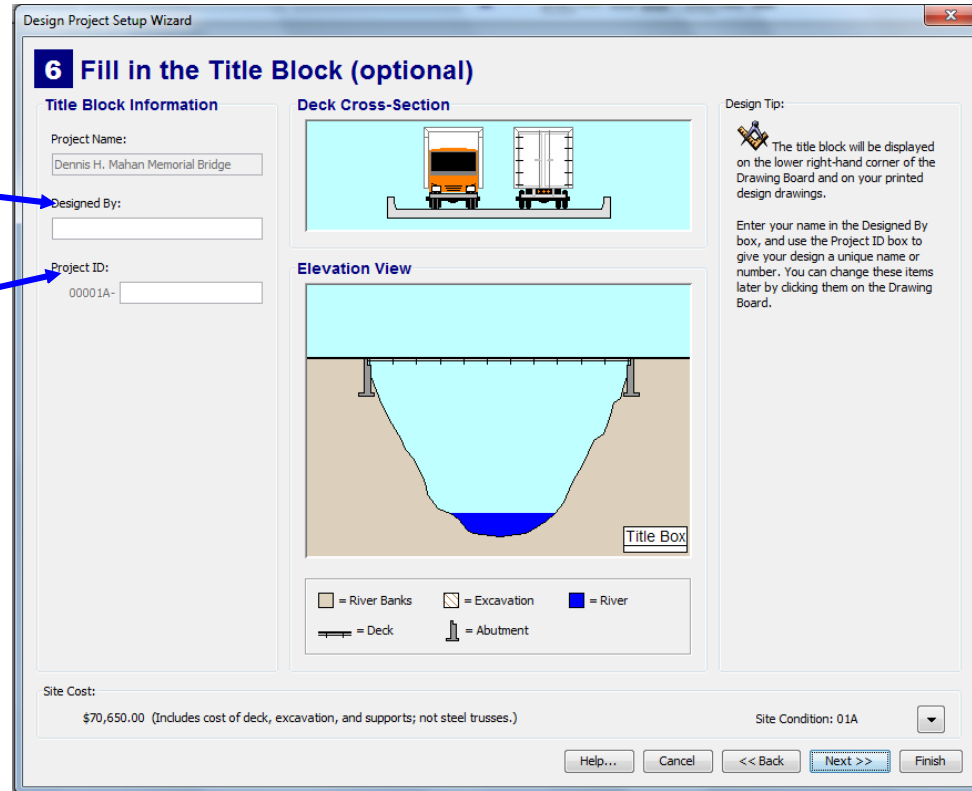 Design Project Setup Wizard
6 Fill in the Title Block (optional)
Title Block Information
Project Name:
Dennis H. Mahan Memorial Bridge
Designed By:
Project ID:
00001A-
Deck Cross-Section
Elevation View
Title Box
= River Banks
= Excavation
= River
= Deck
= Abutment
Design Tip:
The title block will be displayed
on the lower right-hand corner of the
Drawing Board and on your printed
design drawings.
Enter your name in the Designed By
box, and use the Project ID box to
give your design a unique name or
number. You can change these items
later by clicking them on the Drawing
Board.
Site Cost:
$70,650.00 (Includes cost of deck, excavation, and supports; not steel trusses.)
Site Condition: 01A
Help...
Cancel
<< Back
Next >>
Finish